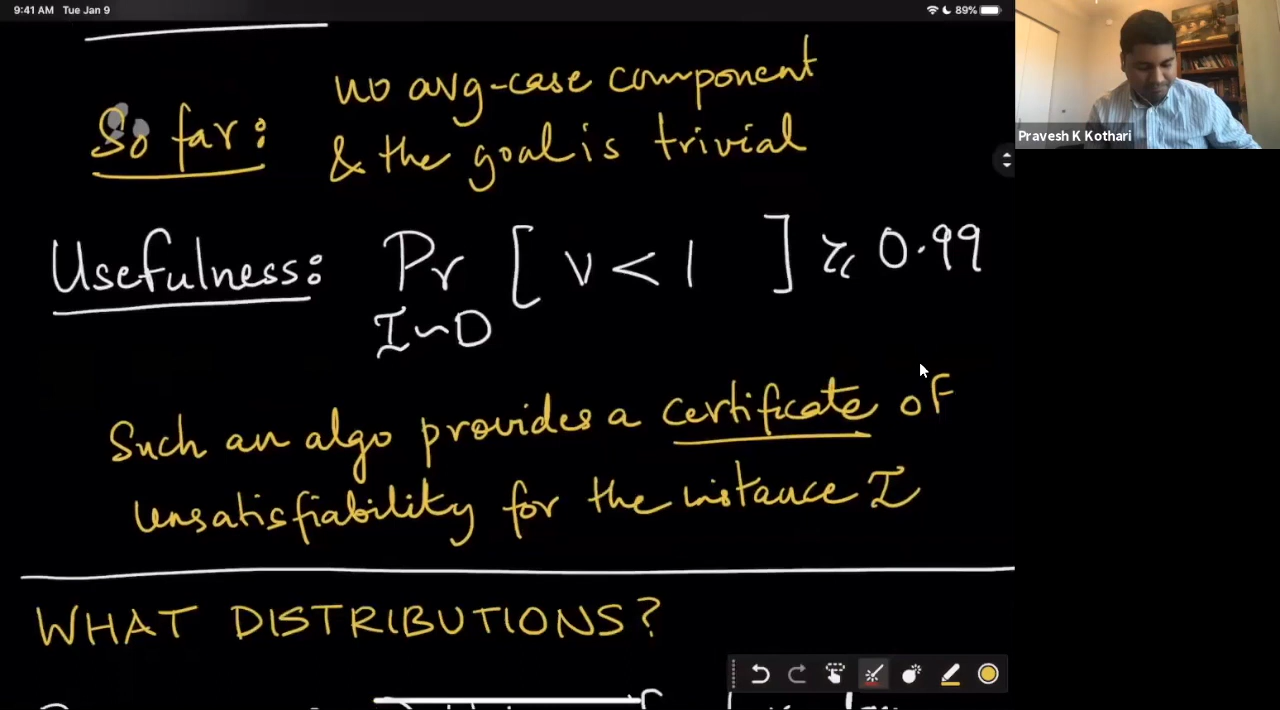 9:41 AM Tue Jan 9
89%
no avg-case component
So far:
& the goal is trivial
Usefulness: Pr [ v < 1 ] ≥ 0.99
I~D
Such an algo provides a certificate of
unsatisfiability for the instance I
WHAT DISTRIBUTIONS?
Pravesh K Kothari